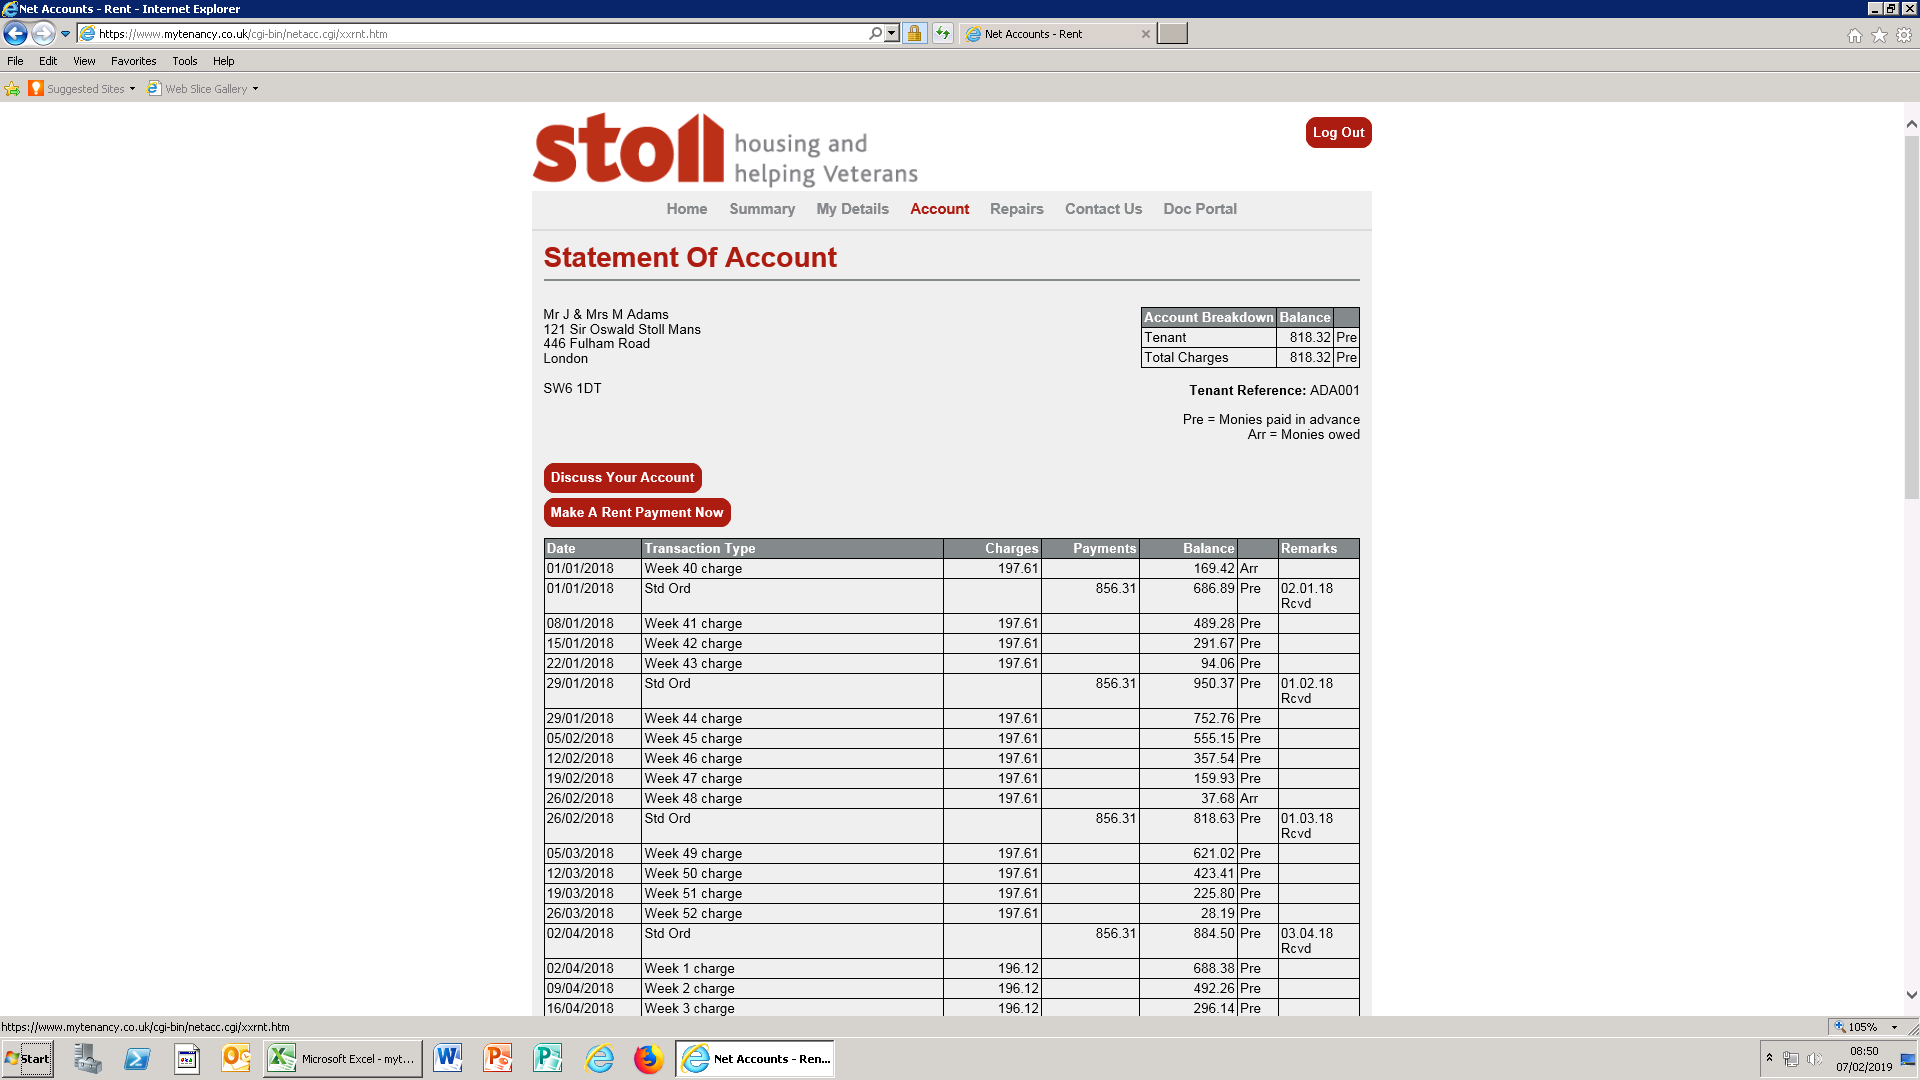 Net Accounts - Rent - Internet Explorer
https://www.mytenancy.co.uk/cgi-bin/netacc.cgi/xxrnt.htm
Net Accounts - Rent
File Edit View Favorites Tools Help
Suggested Sites Web Slice Gallery
stoll housing and
helping Veterans
Log Out
Home Summary My Details Account Repairs Contact Us Doc Portal
Statement Of Account
Mr J & Mrs M Adams
121 Sir Oswald Stoll Mans
446 Fulham Road
London
SW6 1DT
Account Breakdown Balance
Tenant 818.32 Pre
Total Charges 818.32 Pre
Tenant Reference: ADA001
Pre = Monies paid in advance
Arr = Monies owed
Discuss Your Account
Make A Rent Payment Now
Date Transaction Type Charges Payments Balance Remarks
01/01/2018 Week 40 charge 197.61 169.42 Arr
01/01/2018 Std Ord 856.31 686.89 Pre 02.01.18
Rcvd
08/01/2018 Week 41 charge 197.61 489.28 Pre
15/01/2018 Week 42 charge 197.61 291.67 Pre
22/01/2018 Week 43 charge 197.61 94.06 Pre
29/01/2018 Std Ord 856.31 950.37 Pre 01.02.18
Rcvd
29/01/2018 Week 44 charge 197.61 752.76 Pre
05/02/2018 Week 45 charge 197.61 555.15 Pre
12/02/2018 Week 46 charge 197.61 357.54 Pre
19/02/2018 Week 47 charge 197.61 159.93 Pre
26/02/2018 Week 48 charge 197.61 37.68 Arr
26/02/2018 Std Ord 856.31 818.63 Pre 01.03.18
Rcvd
05/03/2018 Week 49 charge 197.61 621.02 Pre
12/03/2018 Week 50 charge 197.61 423.41 Pre
19/03/2018 Week 51 charge 197.61 225.80 Pre
26/03/2018 Week 52 charge 197.61 28.19 Pre
02/04/2018 Std Ord 856.31 884.50 Pre 03.04.18
Rcvd
02/04/2018 Week 1 charge 196.12 688.38 Pre
09/04/2018 Week 2 charge 196.12 492.26 Pre
16/04/2018 Week 3 charge 196.12 296.14 Pre
https://www.mytenancy.co.uk/cgi-bin/netacc.cgi/xxrnt.htm
105%
Start
Microsoft Excel - myt...
Net Accounts - Ren...
08:50
07/02/2019